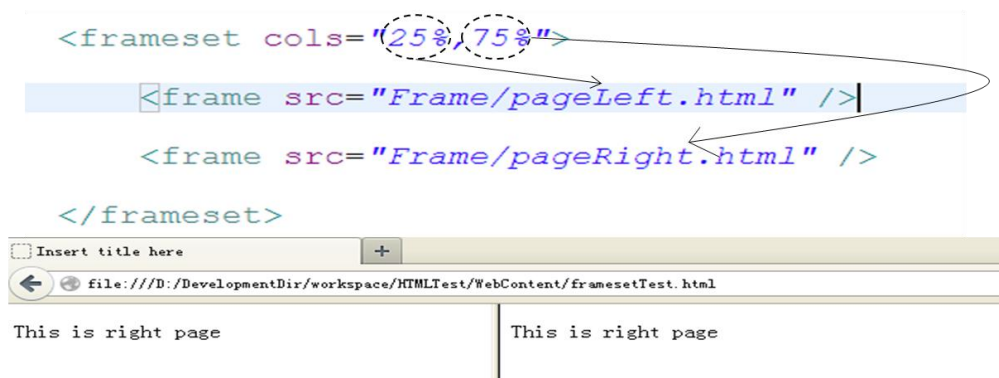 <frameset cols="25%,75%">
<frame src="Frame/pageLeft.html" />
<frame src="Frame/pageRight.html" />
</frameset>
Insert title here
+
file:///D:/DevelopmentDir/workspace/HTMLTest/WebContent/framesetTest.html
This is right page
This is right page